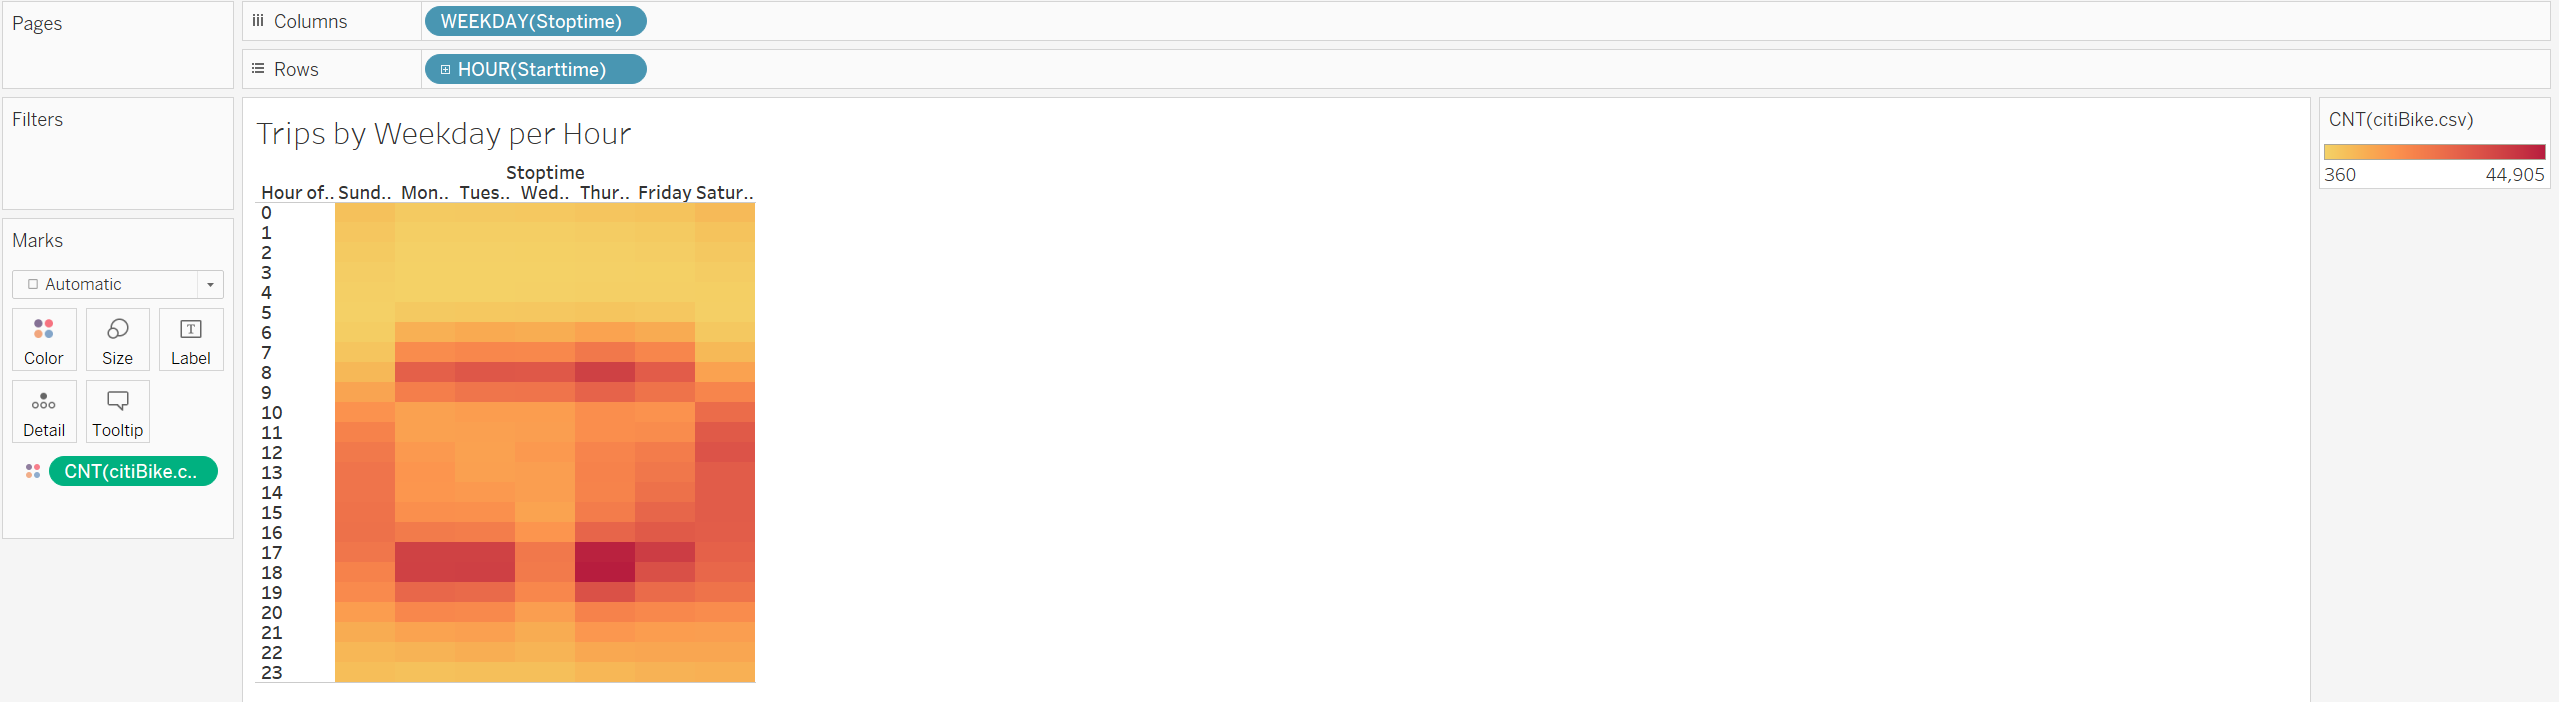 Pages
Columns
WEEKDAY(Stoptime)
Rows
HOUR(Starttime)
Filters
Marks
Automatic
Color
Size
T
Label
Detail
Tooltip
CNT(citiBike.c..
Trips by Weekday per Hour
Stoptime
Hour of.. Sund.. Mon.. Tues.. Wed.. Thur.. Friday Satur..
0
1
2
3
4
5
6
7
8
9
10
11
12
13
14
15
16
17
18
19
20
21
22
23
CNT(citiBike.csv)
360 44,905